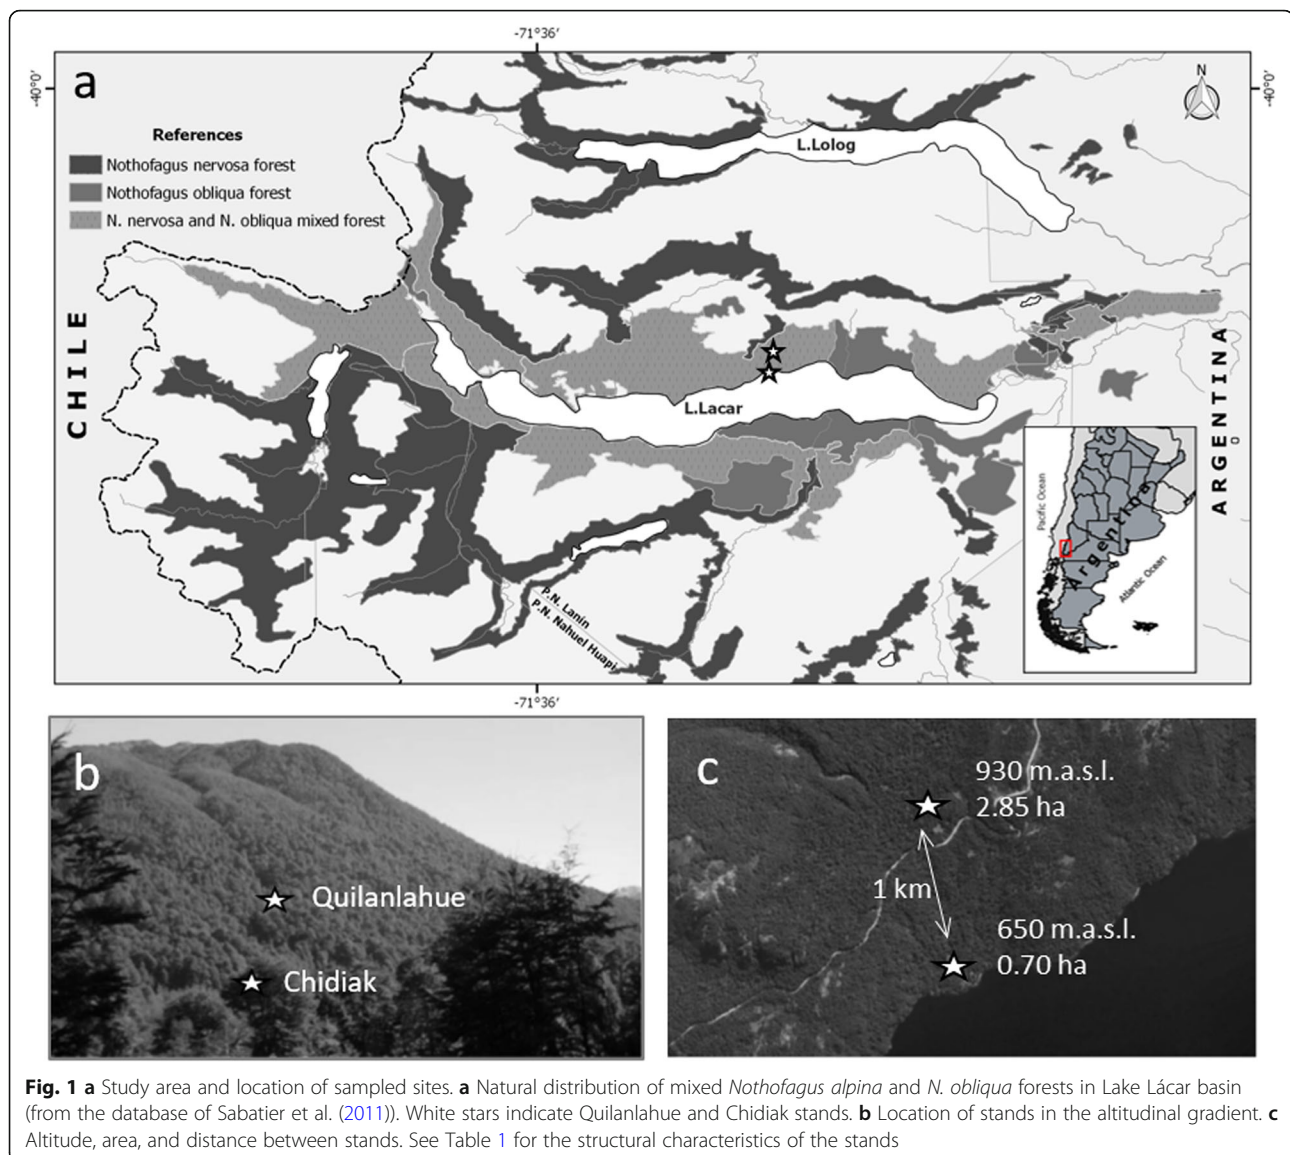 -71°36'
a
-40°0'
-40°0'
N
References
Nothofagus nervosa forest
Nothofagus obliqua forest
N. nervosa and N. obliqua mixed forest
L.Lolog
CHILE
L.Lacar
ARGENTINA
P.N. Lanín
P.N. Nahuel Huapi
Pacific Ocean
Argentina
Atlantic Ocean
-71°36'
b
Quilanlahue
Chidiak
c
930 m.a.s.l.
2.85 ha
1 km
650 m.a.s.l.
0.70 ha
Fig. 1 a Study area and location of sampled sites. a Natural distribution of mixed Nothofagus alpina and N. obliqua forests in Lake Lácar basin
(from the database of Sabatier et al. (2011)). White stars indicate Quilanlahue and Chidiak stands. b Location of stands in the altitudinal gradient. c
Altitude, area, and distance between stands. See Table 1 for the structural characteristics of the stands